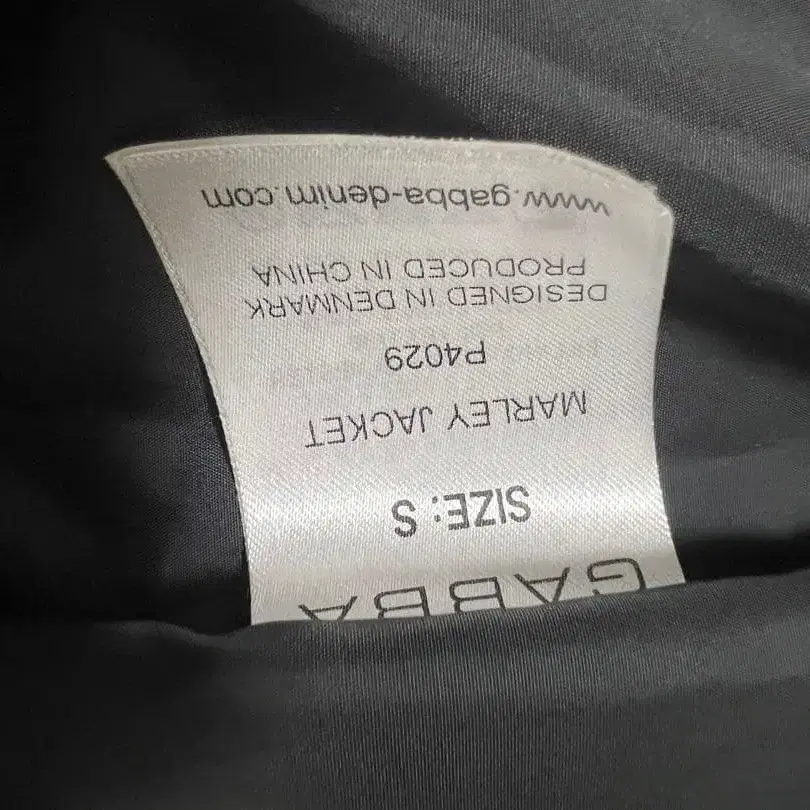 GABBA
SIZE: S
MARLEY JACKET
P4029
DESIGNED IN DENMARK
PRODUCED IN CHINA
www.gabba-denim.com